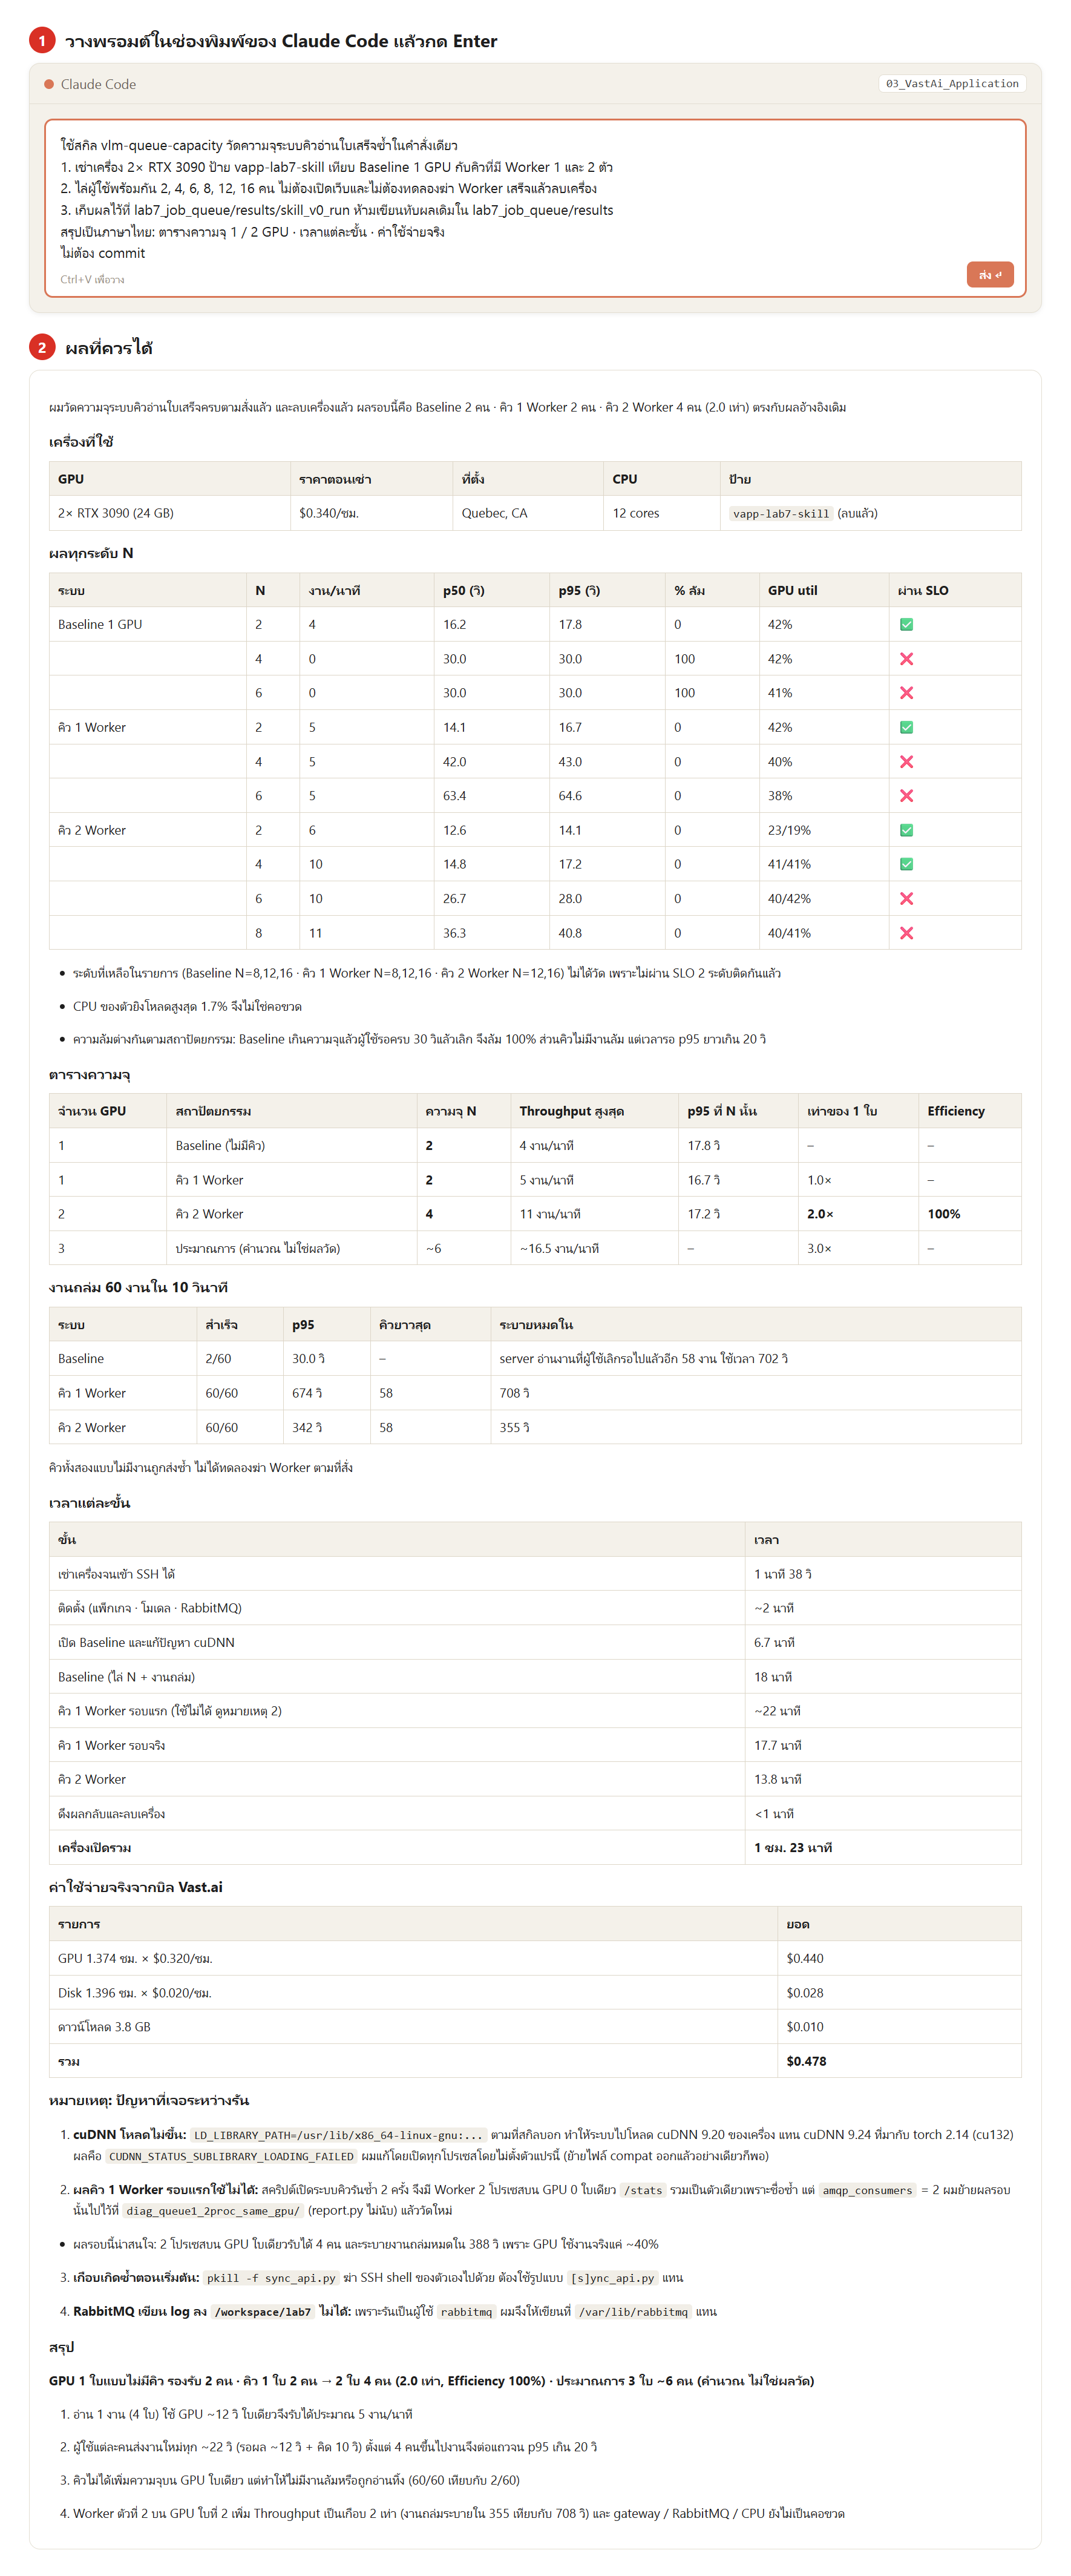 1 วางพรอมต์ในช่องพิมพ์ของ Claude Code แล้วกด Enter
Claude Code 03_VastAi_Application
ใช้สกิล vlm-queue-capacity วัดความจุระบบคิวอ่านใบเสร็จซ้ำในคำสั่งเดียว
1. เช่าเครื่อง 2× RTX 3090 ป้าย vapp-lab7-skill เทียบ Baseline 1 GPU กับคิวที่มี Worker 1 และ 2 ตัว
2. ไล่ผู้ใช้พร้อมกัน 2, 4, 6, 8, 12, 16 คน ไม่ต้องเปิดเว็บและไม่ต้องทดลองฆ่า Worker เสร็จแล้วลบเครื่อง
3. เก็บผลไว้ที่ lab7_job_queue/results/skill_v0_run ห้ามเขียนทับผลเดิมใน lab7_job_queue/results
สรุปเป็นภาษาไทย: ตารางความจุ 1 / 2 GPU · เวลาแต่ละขั้น · ค่าใช้จ่ายจริง
ไม่ต้อง commit
Ctrl+V เพื่อวาง ส่ง ↵
2 ผลที่ควรได้
ผมวัดความจุระบบคิวอ่านใบเสร็จครบตามสั่งแล้ว และลบเครื่องแล้ว ผลรอบนี้คือ Baseline 2 คน · คิว 1 Worker 2 คน · คิว 2 Worker 4 คน (2.0 เท่า) ตรงกับผลอ้างอิงเดิม
เครื่องที่ใช้
GPU ราคาตอนเช่า ที่ตั้ง CPU ป้าย
2× RTX 3090 (24 GB) $0.340/ชม. Quebec, CA 12 cores vapp-lab7-skill (ลบแล้ว)
ผลทุกระดับ N
ระบบ N งาน/นาที p50 (วิ) p95 (วิ) % ล้ม GPU util ผ่าน SLO
Baseline 1 GPU 2 4 16.2 17.8 0 42% ✅
4 0 30.0 30.0 100 42% ❌
6 0 30.0 30.0 100 41% ❌
คิว 1 Worker 2 5 14.1 16.7 0 42% ✅
4 5 42.0 43.0 0 40% ❌
6 5 63.4 64.6 0 38% ❌
คิว 2 Worker 2 6 12.6 14.1 0 23/19% ✅
4 10 14.8 17.2 0 41/41% ✅
6 10 26.7 28.0 0 40/42% ❌
8 11 36.3 40.8 0 40/41% ❌
• ระดับที่เหลือในรายการ (Baseline N=8,12,16 · คิว 1 Worker N=8,12,16 · คิว 2 Worker N=12,16) ไม่ได้วัด เพราะไม่ผ่าน SLO 2 ระดับติดกันแล้ว
• CPU ของตัวยิงโหลดสูงสุด 1.7% จึงไม่ใช่คอขวด
• ความล้มต่างกันตามสถาปัตยกรรม: Baseline เกินความจุแล้วผู้ใช้รอครบ 30 วิแล้วเลิก จึงล้ม 100% ส่วนคิวไม่มีงานล้ม แต่เวลารอ p95 ยาวเกิน 20 วิ
ตารางความจุ
จำนวน GPU สถาปัตยกรรม ความจุ N Throughput สูงสุด p95 ที่ N นั้น เท่าของ 1 ใบ Efficiency
1 Baseline (ไม่มีคิว) 2 4 งาน/นาที 17.8 วิ – –
1 คิว 1 Worker 2 5 งาน/นาที 16.7 วิ 1.0× –
2 คิว 2 Worker 4 11 งาน/นาที 17.2 วิ 2.0× 100%
3 ประมาณการ (คำนวณ ไม่ใช่ผลวัด) ~6 ~16.5 งาน/นาที – 3.0× –
งานถล่ม 60 งานใน 10 วินาที
ระบบ สำเร็จ p95 คิวยาวสุด ระบายหมดใน
Baseline 2/60 30.0 วิ – server อ่านงานที่ผู้ใช้เลิกรอไปแล้วอีก 58 งาน ใช้เวลา 702 วิ
คิว 1 Worker 60/60 674 วิ 58 708 วิ
คิว 2 Worker 60/60 342 วิ 58 355 วิ
คิวทั้งสองแบบไม่มีงานถูกส่งซ้ำ ไม่ได้ทดลองฆ่า Worker ตามที่สั่ง
เวลาแต่ละขั้น
ขั้น เวลา
เช่าเครื่องจนเข้า SSH ได้ 1 นาที 38 วิ
ติดตั้ง (แพ็กเกจ · โมเดล · RabbitMQ) ~2 นาที
เปิด Baseline และแก้ปัญหา cuDNN 6.7 นาที
Baseline (ไล่ N + งานถล่ม) 18 นาที
คิว 1 Worker รอบแรก (ใช้ไม่ได้ ดูหมายเหตุ 2) ~22 นาที
คิว 1 Worker รอบจริง 17.7 นาที
คิว 2 Worker 13.8 นาที
ดึงผลกลับและลบเครื่อง <1 นาที
เครื่องเปิดรวม 1 ชม. 23 นาที
ค่าใช้จ่ายจริงจากบิล Vast.ai
รายการ ยอด
GPU 1.374 ชม. × $0.320/ชม. $0.440
Disk 1.396 ชม. × $0.020/ชม. $0.028
ดาวน์โหลด 3.8 GB $0.010
รวม $0.478
หมายเหตุ: ปัญหาที่เจอระหว่างรัน
1. cuDNN โหลดไม่ขึ้น: LD_LIBRARY_PATH=/usr/lib/x86_64-linux-gnu:... ตามที่สกิลบอก ทำให้ระบบไปโหลด cuDNN 9.20 ของเครื่อง แทน cuDNN 9.24 ที่มากับ torch 2.14 (cu132)
ผลคือ CUDNN_STATUS_SUBLIBRARY_LOADING_FAILED ผมแก้โดยเปิดทุกโปรเซสโดยไม่ตั้งตัวแปรนี้ (ย้ายไฟล์ compat ออกแล้วอย่างเดียวก็พอ)
2. ผลคิว 1 Worker รอบแรกใช้ไม่ได้: สคริปต์เปิดระบบคิวรันซ้ำ 2 ครั้ง จึงมี Worker 2 โปรเซสบน GPU 0 ใบเดียว /stats รวมเป็นตัวเดียวเพราะชื่อซ้ำ แต่ amqp_consumers = 2 ผมย้ายผลรอบ
นั้นไปไว้ที่ diag_queue1_2proc_same_gpu/ (report.py ไม่นับ) แล้ววัดใหม่
• ผลรอบนี้น่าสนใจ: 2 โปรเซสบน GPU ใบเดียวรับได้ 4 คน และระบายงานถล่มหมดใน 388 วิ เพราะ GPU ใช้งานจริงแค่ ~40%
3. เกือบเกิดซ้ำตอนเริ่มต้น: pkill -f sync_api.py ฆ่า SSH shell ของตัวเองไปด้วย ต้องใช้รูปแบบ [s]ync_api.py แทน
4. RabbitMQ เขียน log ลง /workspace/lab7 ไม่ได้: เพราะรันเป็นผู้ใช้ rabbitmq ผมจึงให้เขียนที่ /var/lib/rabbitmq แทน
สรุป
GPU 1 ใบแบบไม่มีคิว รองรับ 2 คน · คิว 1 ใบ 2 คน → 2 ใบ 4 คน (2.0 เท่า, Efficiency 100%) · ประมาณการ 3 ใบ ~6 คน (คำนวณ ไม่ใช่ผลวัด)
1. อ่าน 1 งาน (4 ใบ) ใช้ GPU ~12 วิ ใบเดียวจึงรับได้ประมาณ 5 งาน/นาที
2. ผู้ใช้แต่ละคนส่งงานใหม่ทุก ~22 วิ (รอผล ~12 วิ + คิด 10 วิ) ตั้งแต่ 4 คนขึ้นไปงานจึงต่อแถวจน p95 เกิน 20 วิ
3. คิวไม่ได้เพิ่มความจุบน GPU ใบเดียว แต่ทำให้ไม่มีงานล้มหรือถูกอ่านทิ้ง (60/60 เทียบกับ 2/60)
4. Worker ตัวที่ 2 บน GPU ใบที่ 2 เพิ่ม Throughput เป็นเกือบ 2 เท่า (งานถล่มระบายใน 355 เทียบกับ 708 วิ) และ gateway / RabbitMQ / CPU ยังไม่เป็นคอขวด